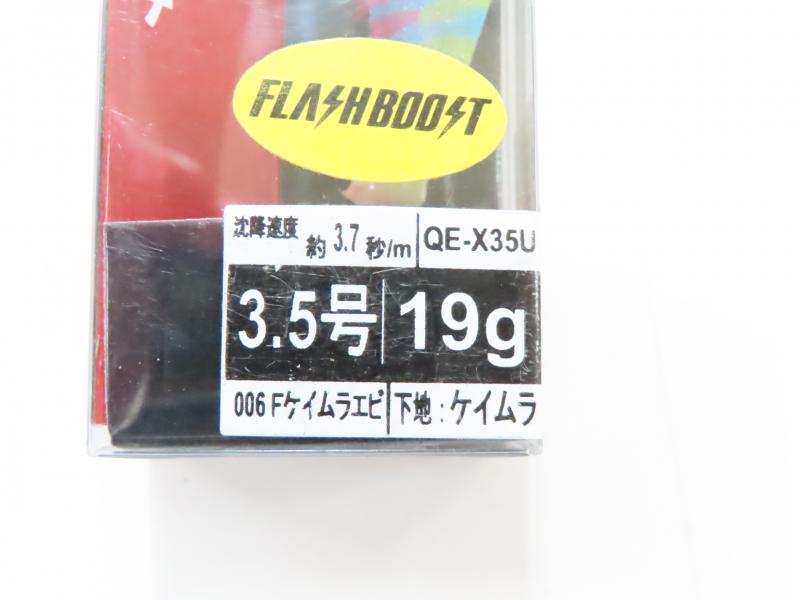 FLASHBOOST
沈降速度 約 3.7 秒/m
QE-X35U
3.5号
19g
006 Fケイムラエビ
下地:ケイムラ